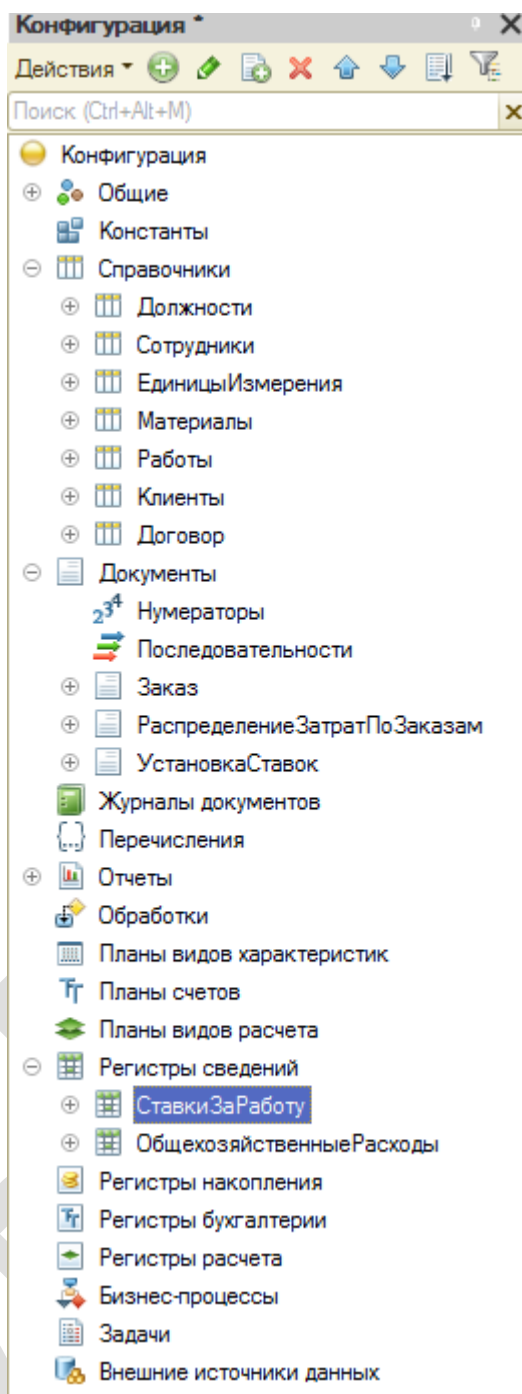 Конфигурация *
Действия
Поиск (Ctrl+Alt+M)
Конфигурация
Общие
Константы
Справочники
Должности
Сотрудники
ЕдиницыИзмерения
Материалы
Работы
Клиенты
Договор
Документы
Нумераторы
Последовательности
Заказ
РаспределениеЗатратПоЗаказам
УстановкаСтавок
Журналы документов
Перечисления
Отчеты
Обработки
Планы видов характеристик
Планы счетов
Планы видов расчета
Регистры сведений
СтавкиЗаРаботу
ОбщехозяйственныеРасходы
Регистры накопления
Регистры бухгалтерии
Регистры расчета
Бизнес-процессы
Задачи
Внешние источники данных